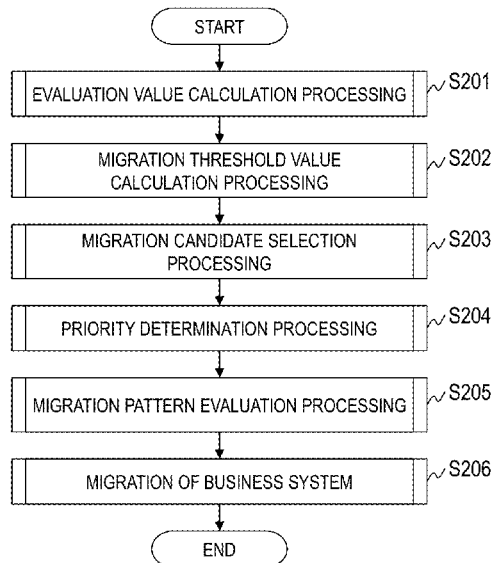 START
EVALUATION VALUE CALCULATION PROCESSING
S201
MIGRATION THRESHOLD VALUE
CALCULATION PROCESSING
S202
MIGRATION CANDIDATE SELECTION
PROCESSING
S203
PRIORITY DETERMINATION PROCESSING
S204
MIGRATION PATTERN EVALUATION PROCESSING
S205
MIGRATION OF BUSINESS SYSTEM
S206
END